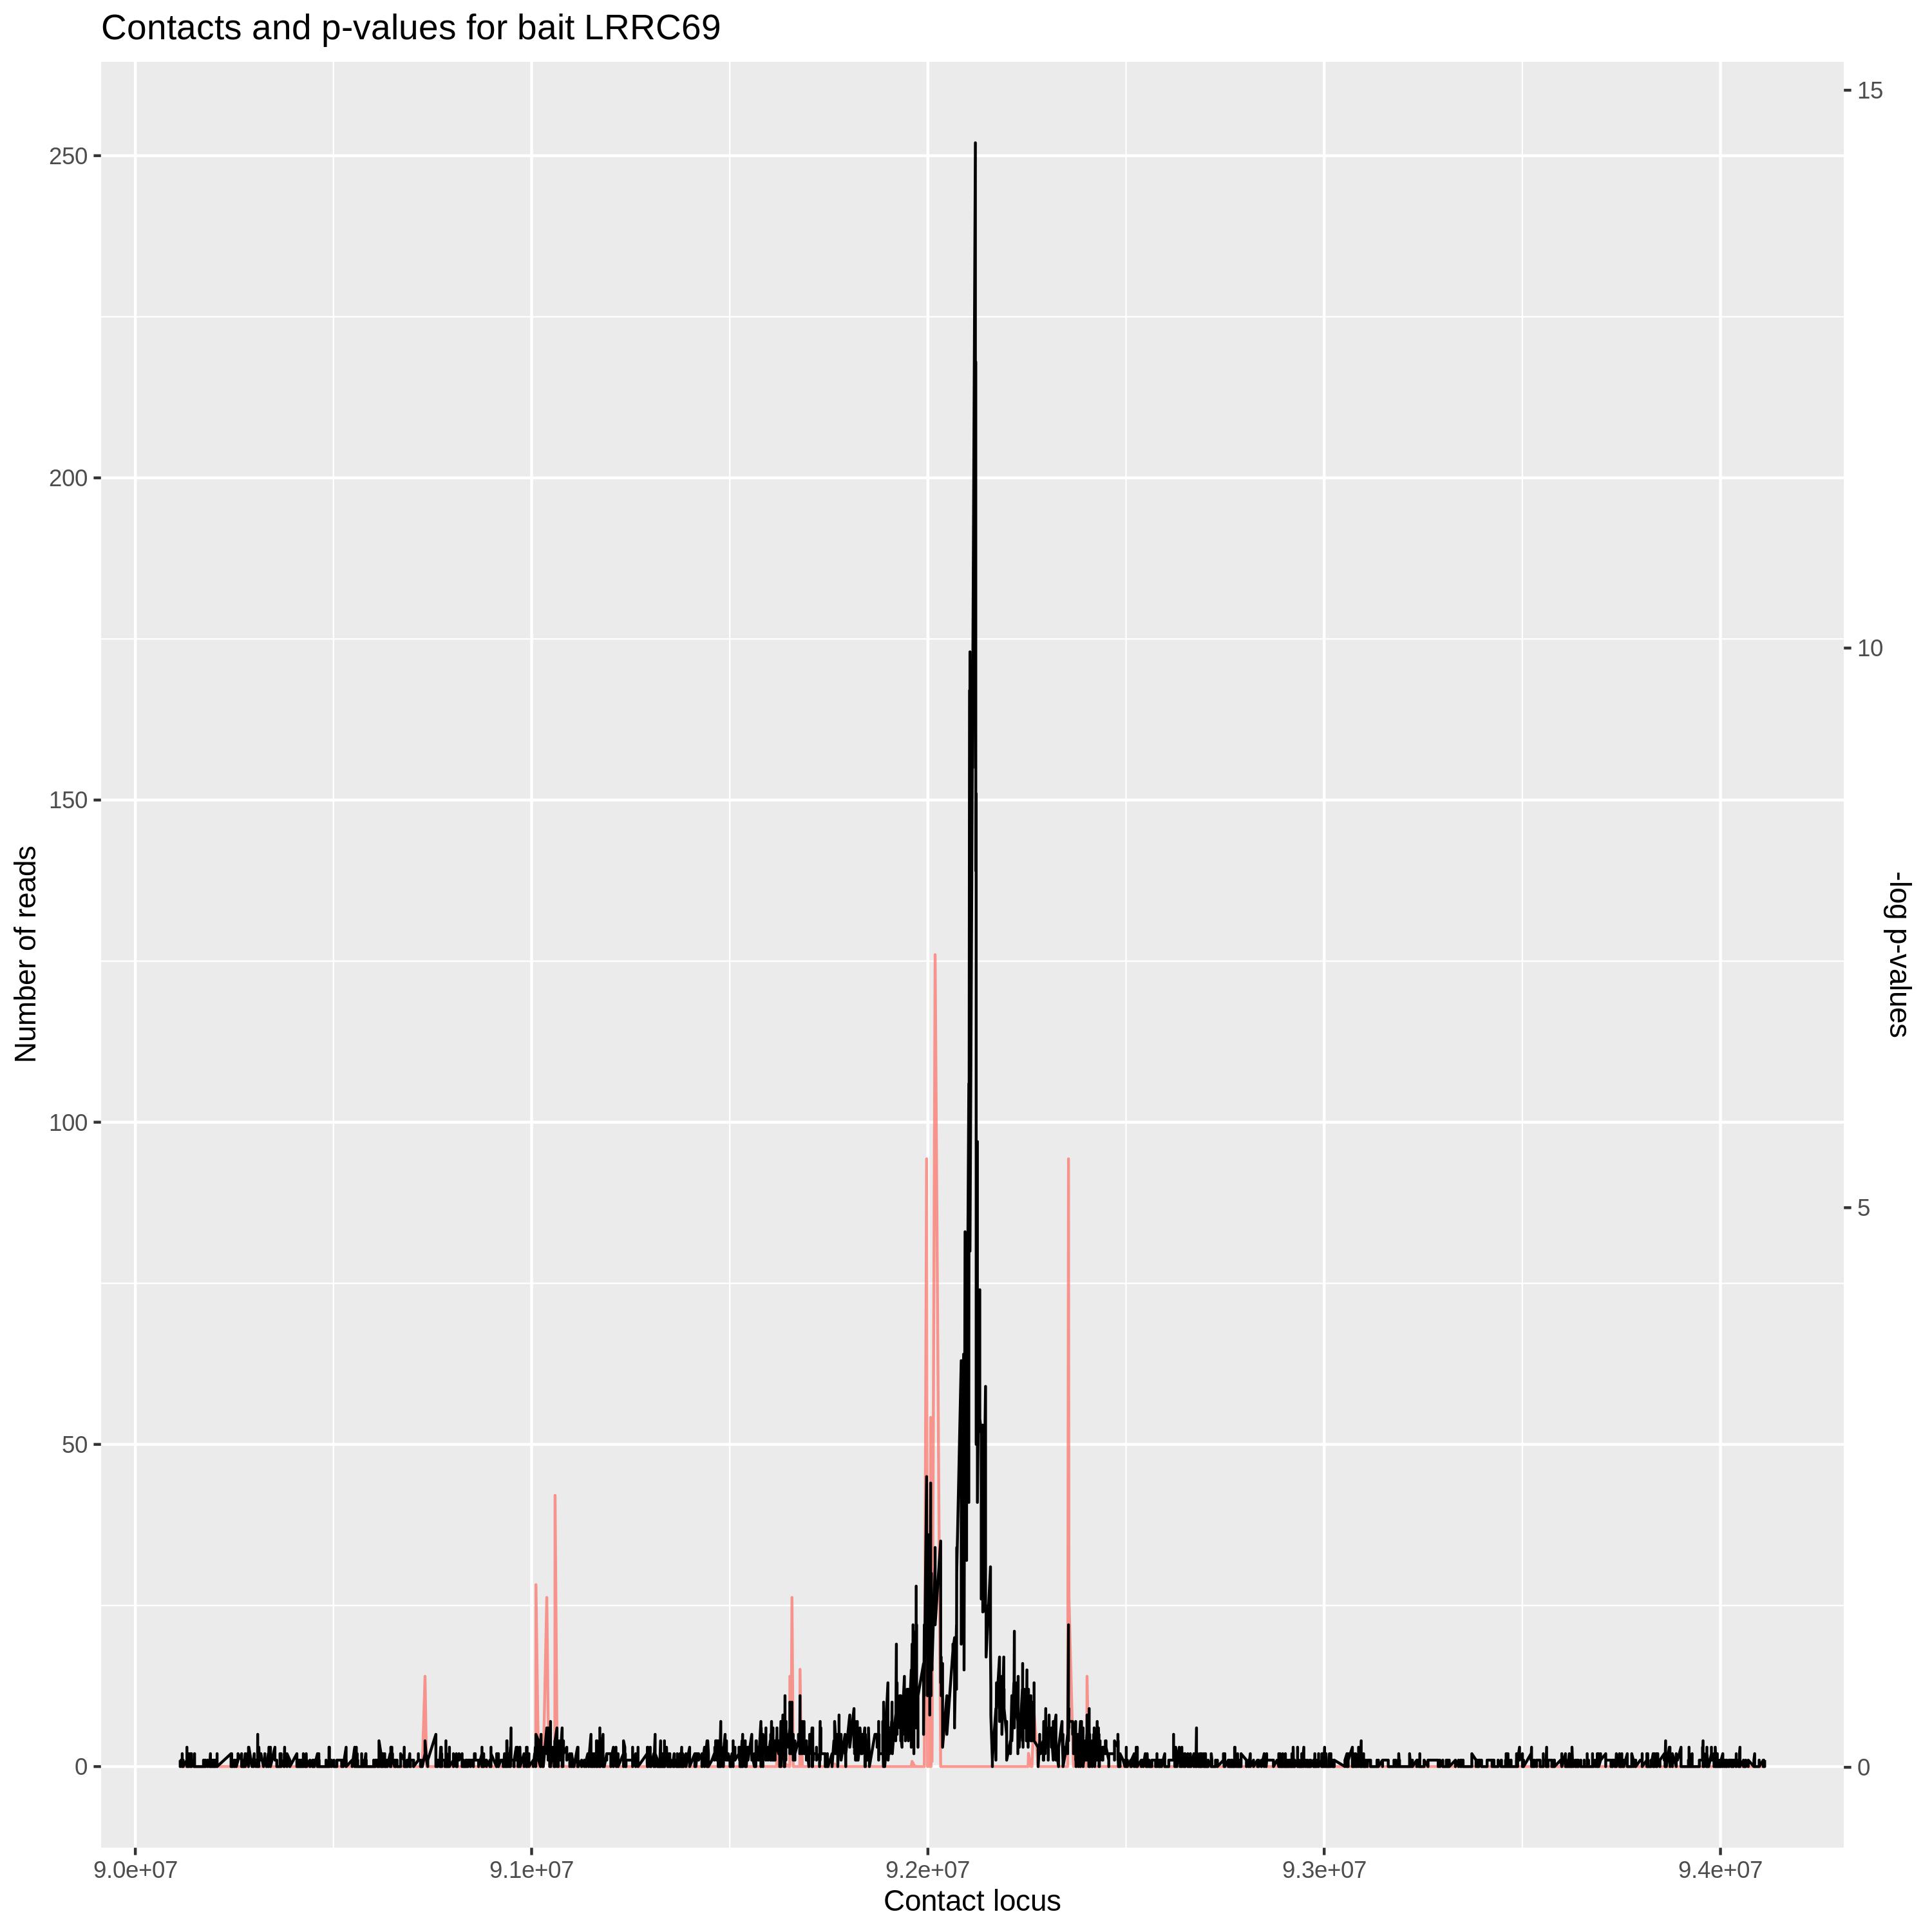 Contacts and p-values for bait LRRC69
15
250
200
10
150
Number of reads
-log p-values
100
5
50
0
0
9.0e+07
9.1e+07
9.2e+07
9.3e+07
9.4e+07
Contact locus